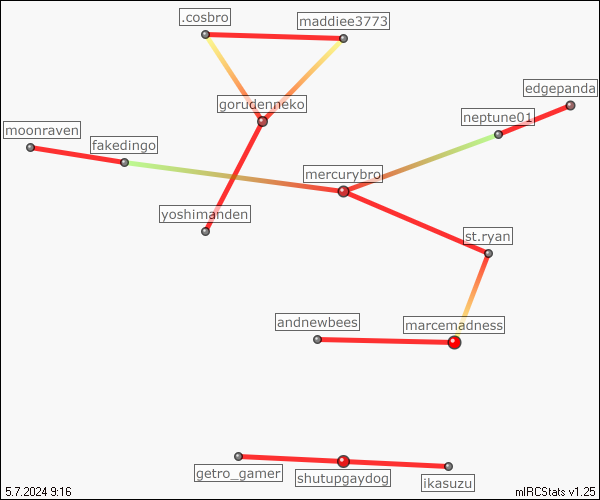 .cosbro
maddiee3773
edgepanda
gorudenneko
neptune01
moonraven
fakedingo
mercurybro
yoshimanden
st.ryan
andnewbees
marcemadness
getro_gamer
shutupgaydog
ikasuzu
5.7.2024 9:16
mIRCStats v1.25